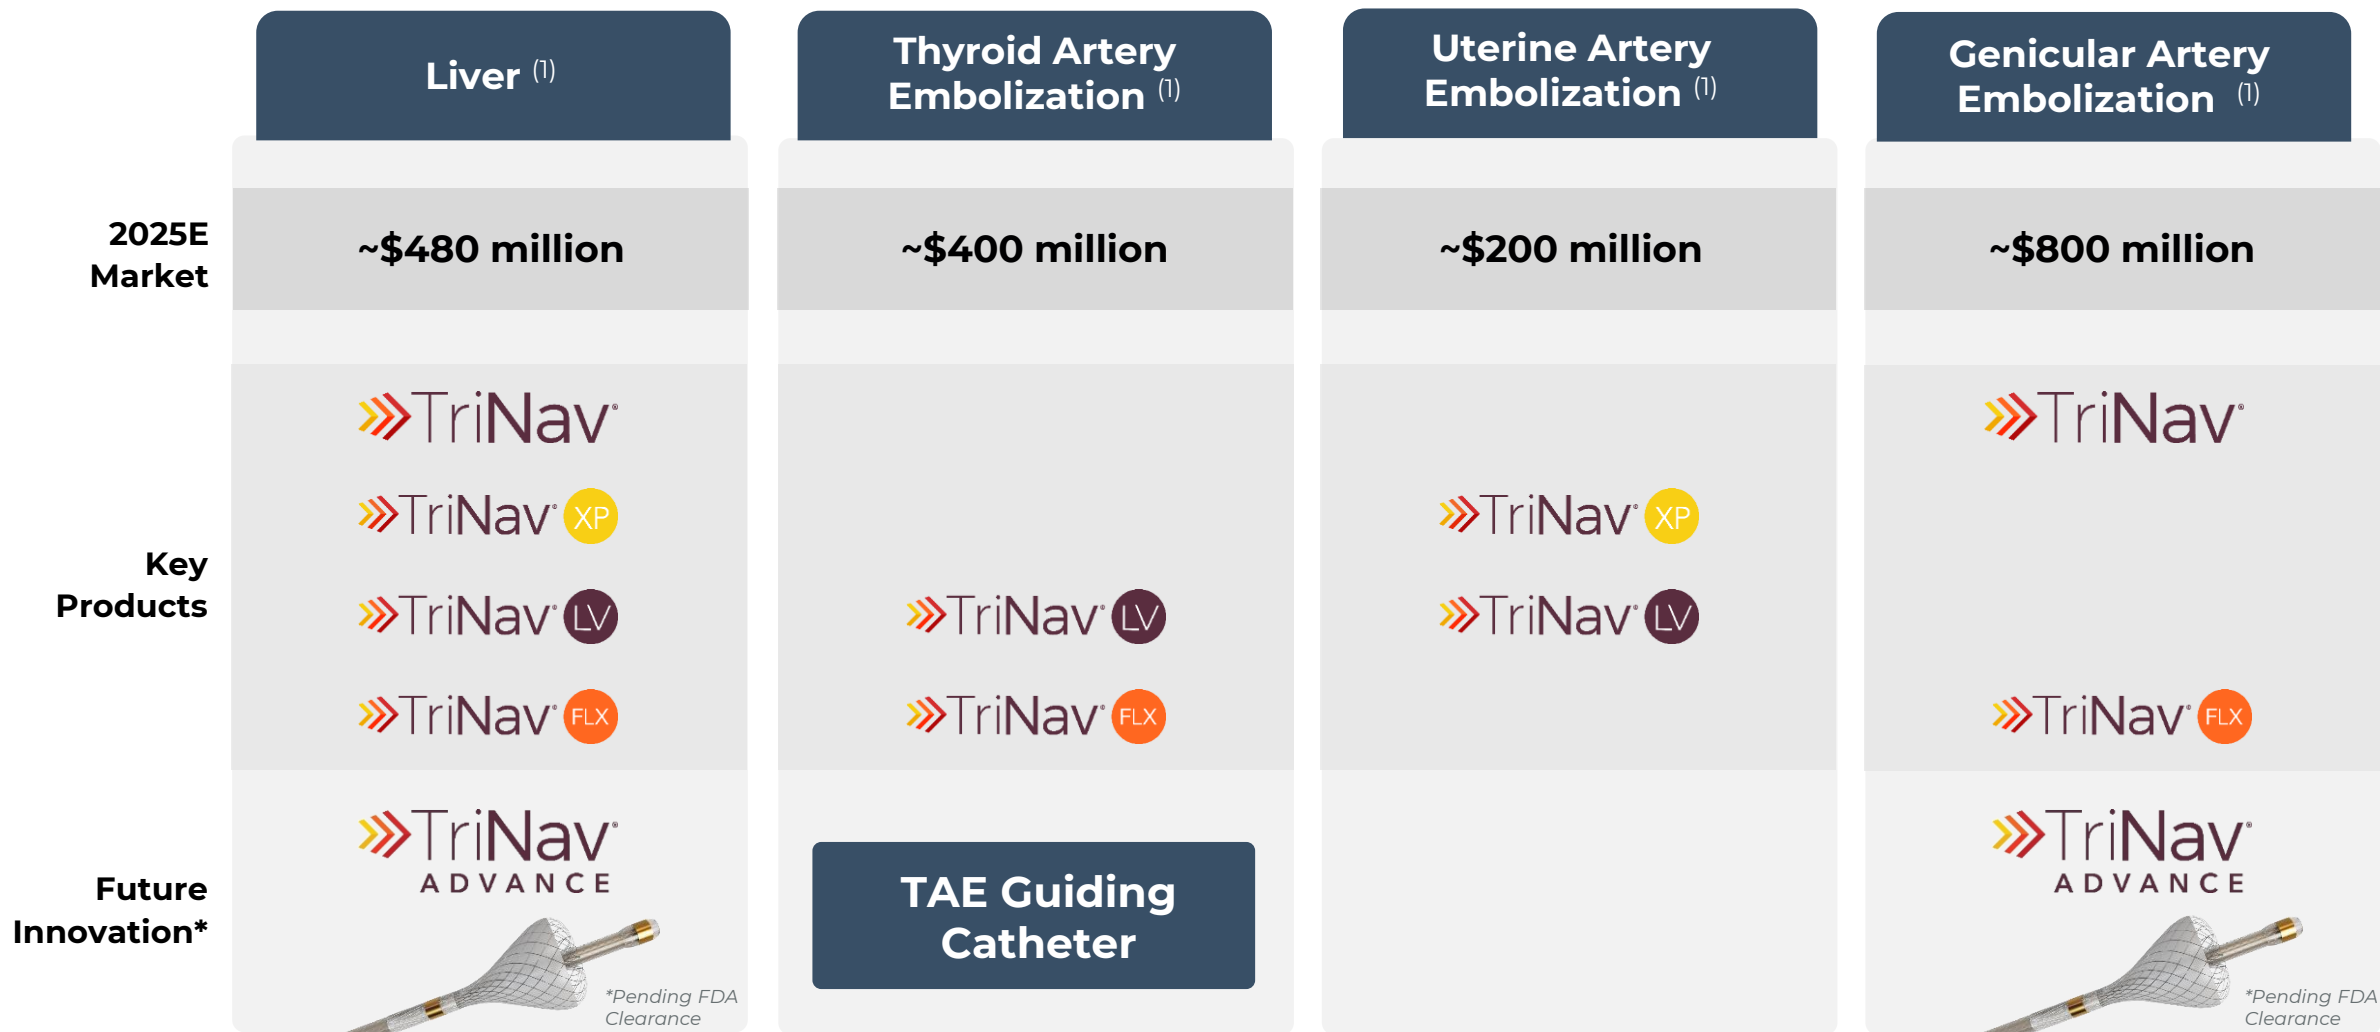 Liver (1)
Thyroid Artery
Embolization (1)
Uterine Artery
Embolization (1)
Genicular Artery
Embolization (1)
2025E
Market
~$480 million
~$400 million
~$200 million
~$800 million
Key
Products
TriNav®
TriNav®
TriNav® XP
TriNav® XP
TriNav® LV
TriNav® LV
TriNav® LV
TriNav® FLX
TriNav® FLX
TriNav® FLX
Future
Innovation*
TriNav®
ADVANCE
*Pending FDA
Clearance
TAE Guiding
Catheter
TriNav®
ADVANCE
*Pending FDA
Clearance